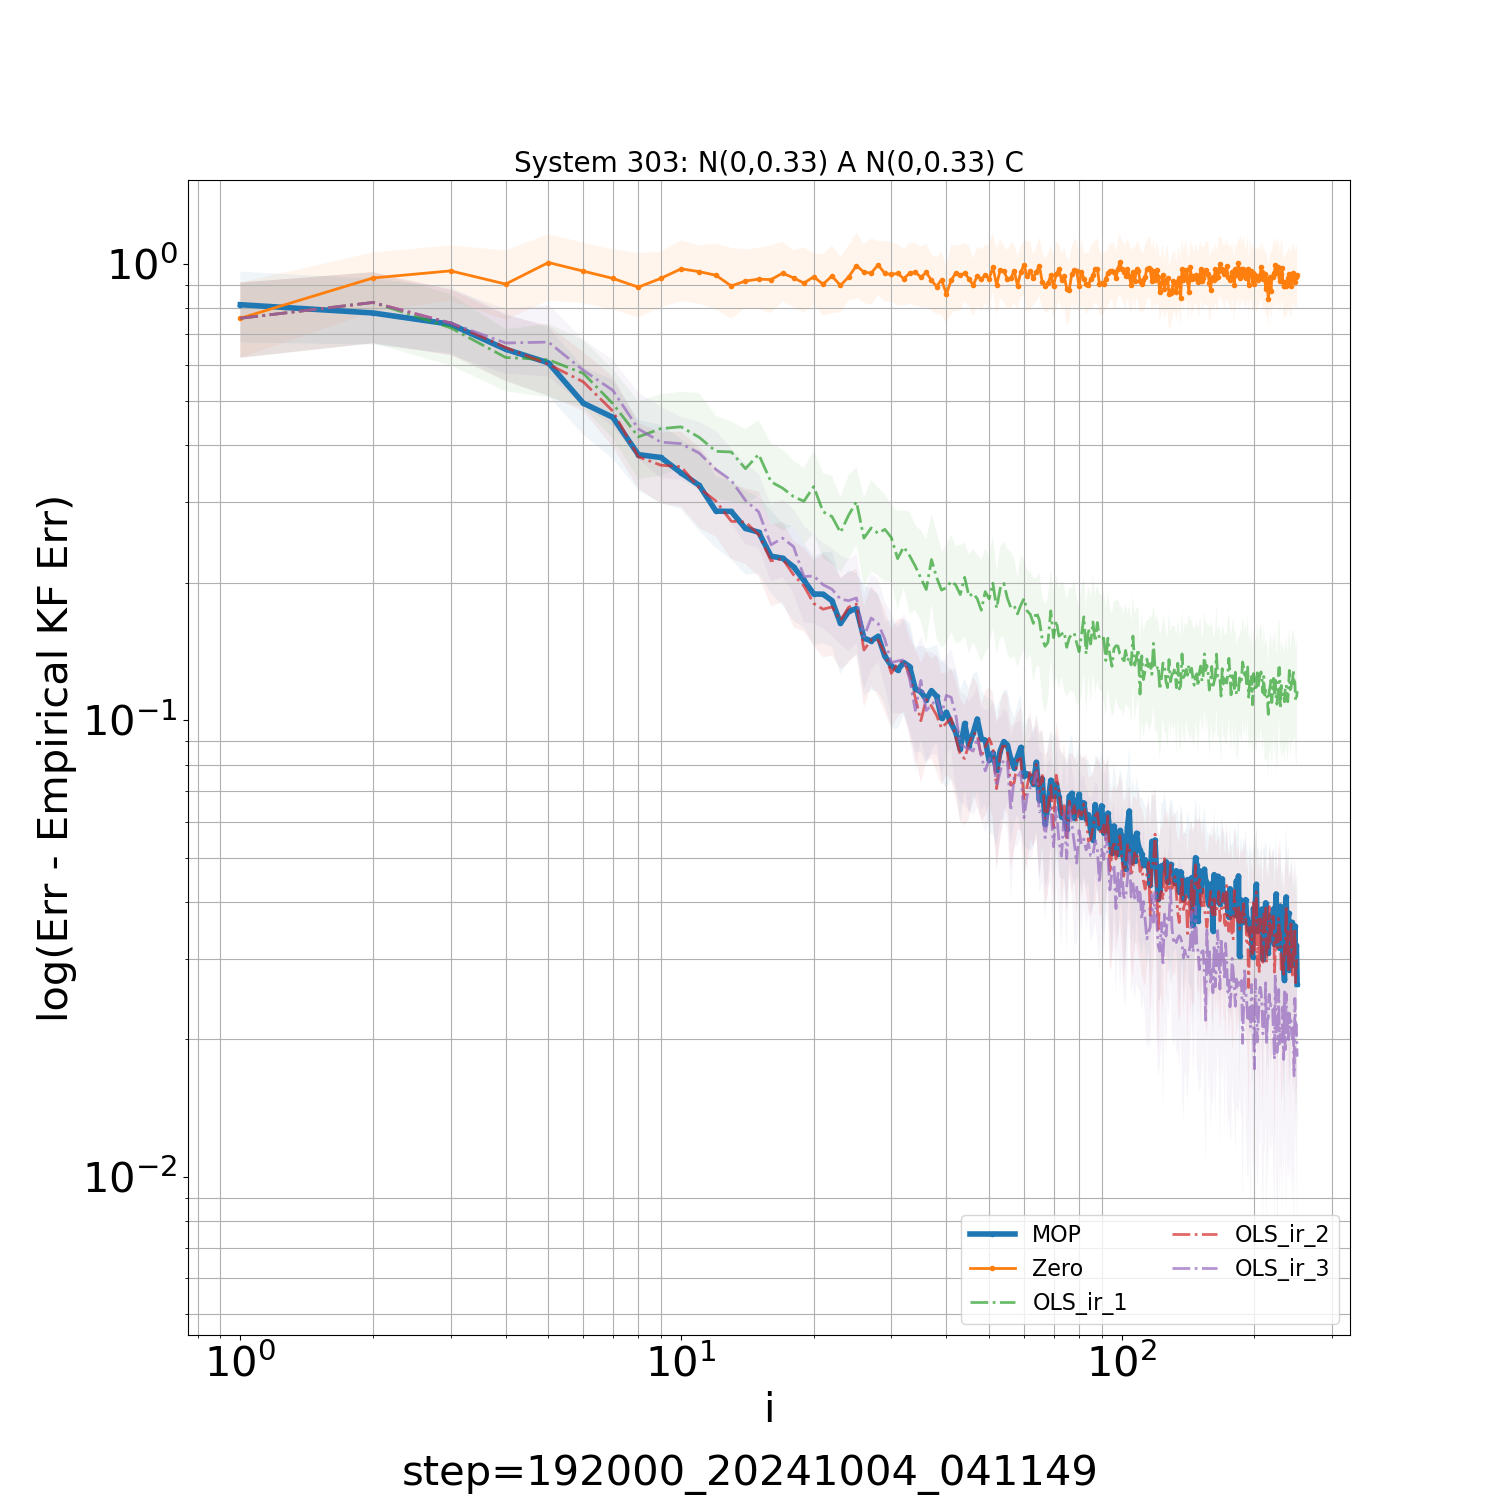 System 303: N(0,0.33) A N(0,0.33) C
log(Err - Empirical KF Err)
10⁰
10⁻¹
10⁻²
MOP
Zero
OLS_ir_1
OLS_ir_2
OLS_ir_3
10⁰ 10¹ 10²
i
step=192000_20241004_041149